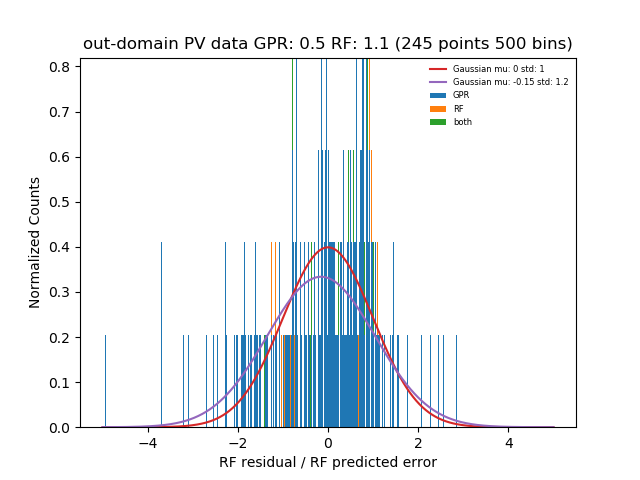 out-domain PV data GPR: 0.5 RF: 1.1 (245 points 500 bins)
Gaussian mu: 0 std: 1
Gaussian mu: -0.15 std: 1.2
GPR
RF
both
Normalized Counts
0.8
0.7
0.6
0.5
0.4
0.3
0.2
0.1
0.0
−4
−2
0
2
4
RF residual / RF predicted error